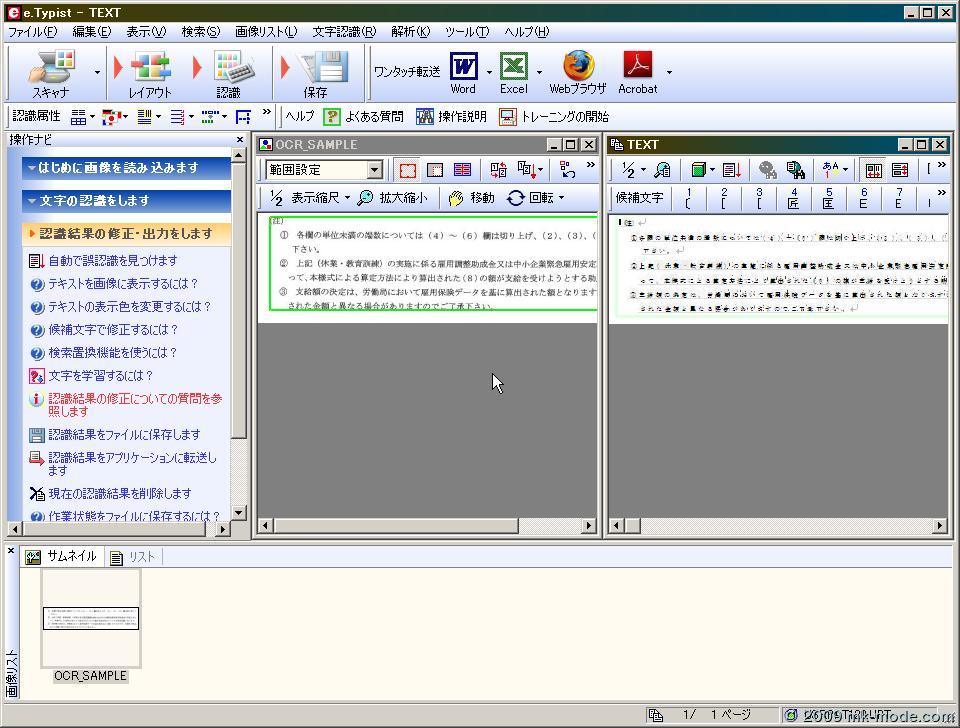 e.Typist - TEXT
ファイル(F) 編集(E) 表示(V) 検索(S) 画像リスト(L) 文字認識(R) 解析(K) ツール(T) ヘルプ(H)
スキャナ レイアウト 認識 保存 ワンタッチ転送 Word Excel Webブラウザ Acrobat
認識属性 » ヘルプ よくある質問 操作説明 トレーニングの開始
操作ナビ
はじめに画像を読み込みます
文字の認識をします
認識結果の修正・出力をします
自動で誤認識を見つけます
テキストを画像に表示するには？
テキストの表示色を変更するには？
候補文字で修正するには？
検索置換機能を使うには？
文字を学習するには？
認識結果の修正についての質問を参
照します
認識結果をファイルに保存します
認識結果をアプリケーションに転送し
ます
現在の認識結果を削除します
作業状態をファイルに保存するには？
OCR_SAMPLE
範囲設定 »
1/2 表示縮尺 拡大縮小 移動 回転
(注)
① 各欄の単位未満の端数については（4）～（6）欄は切り上げ、（2）、（3）、（
下さい。
② 上記（休業・教育訓練）の実施に係る雇用調整助成金又は中小企業緊急雇用安定
って、本様式による算定方法により算出された（8）の額が支給を受けようとする助
③ 支給額の決定は、労働局において雇用保険データを基に算出された額となります
された金額と異なる場合がありますのでご了承下さい。
TEXT
1/2 »
候補文字 1 2 3 4 5 6 7 »
[ [ [ 匠 匡 E E
サムネイル リスト
OCR_SAMPLE
画像リスト
1/ 1 ページ
2009 mk-mode.com